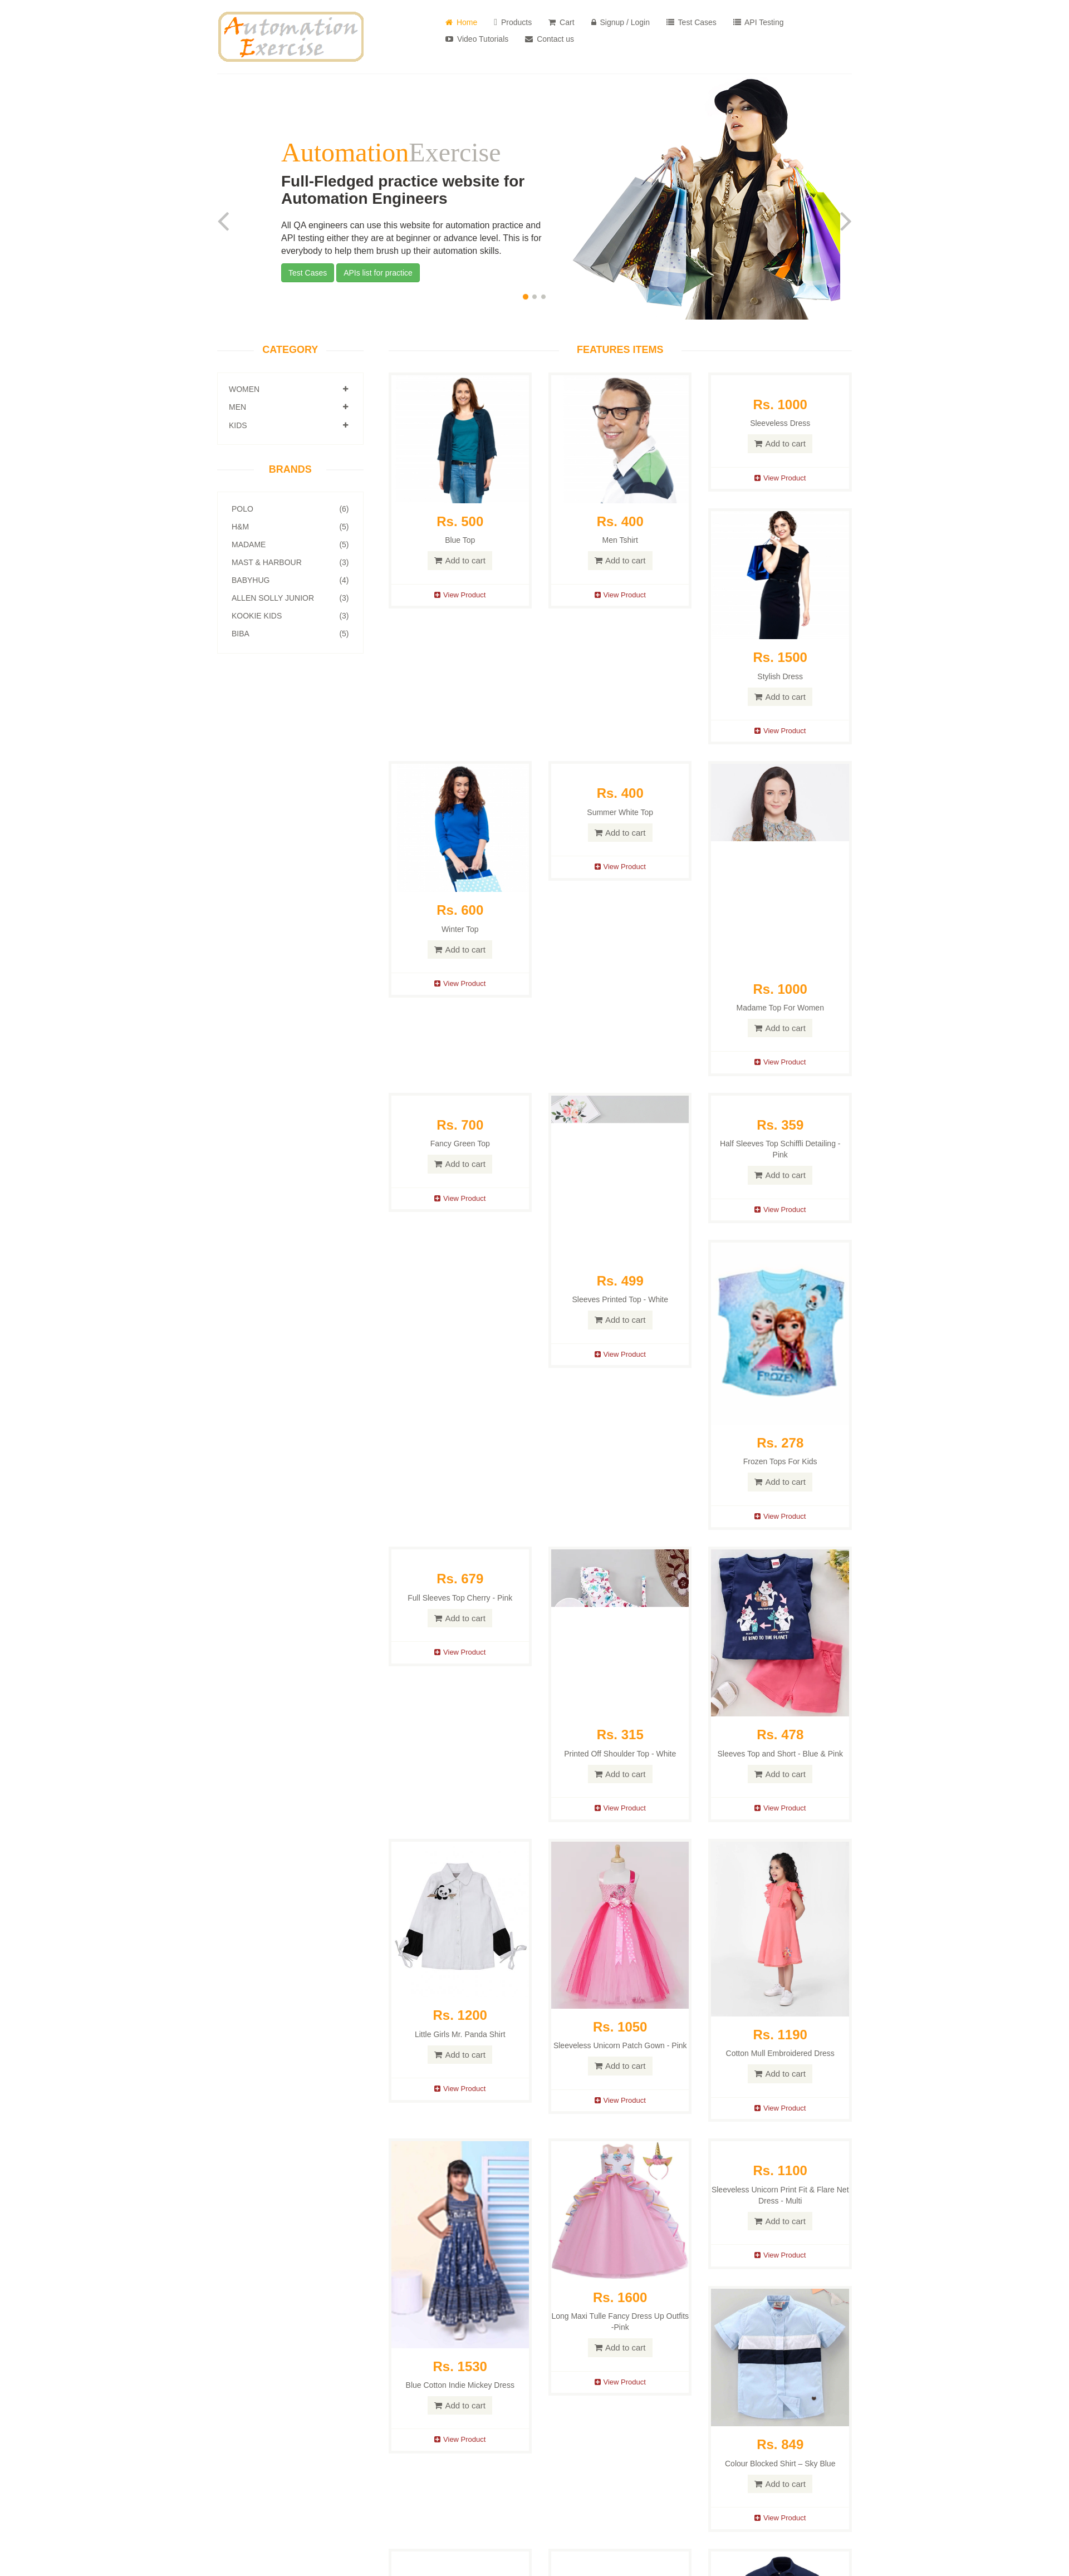 Automation
Exercise
Home
Products
Cart
Signup / Login
Test Cases
API Testing
Video Tutorials
Contact us
AutomationExercise
Full-Fledged practice website for
Automation Engineers
All QA engineers can use this website for automation practice and
API testing either they are at beginner or advance level. This is for
everybody to help them brush up their automation skills.
Test Cases
APIs list for practice
CATEGORY
WOMEN
MEN
KIDS
BRANDS
POLO (6)
H&M (5)
MADAME (5)
MAST & HARBOUR (3)
BABYHUG (4)
ALLEN SOLLY JUNIOR (3)
KOOKIE KIDS (3)
BIBA (5)
FEATURES ITEMS
Rs. 500
Blue Top
Add to cart
View Product
Rs. 400
Men Tshirt
Add to cart
View Product
Rs. 1000
Sleeveless Dress
Add to cart
View Product
Rs. 1500
Stylish Dress
Add to cart
View Product
Rs. 600
Winter Top
Add to cart
View Product
Rs. 400
Summer White Top
Add to cart
View Product
Rs. 1000
Madame Top For Women
Add to cart
View Product
Rs. 700
Fancy Green Top
Add to cart
View Product
Rs. 499
Sleeves Printed Top - White
Add to cart
View Product
Rs. 359
Half Sleeves Top Schiffli Detailing -
Pink
Add to cart
View Product
FROZEN
Rs. 278
Frozen Tops For Kids
Add to cart
View Product
Rs. 679
Full Sleeves Top Cherry - Pink
Add to cart
View Product
Rs. 315
Printed Off Shoulder Top - White
Add to cart
View Product
BE KIND TO THE PLANET
Rs. 478
Sleeves Top and Short - Blue & Pink
Add to cart
View Product
Rs. 1200
Little Girls Mr. Panda Shirt
Add to cart
View Product
Rs. 1050
Sleeveless Unicorn Patch Gown - Pink
Add to cart
View Product
Rs. 1190
Cotton Mull Embroidered Dress
Add to cart
View Product
Rs. 1530
Blue Cotton Indie Mickey Dress
Add to cart
View Product
Rs. 1600
Long Maxi Tulle Fancy Dress Up Outfits
-Pink
Add to cart
View Product
Rs. 1100
Sleeveless Unicorn Print Fit & Flare Net
Dress - Multi
Add to cart
View Product
Rs. 849
Colour Blocked Shirt – Sky Blue
Add to cart
View Product